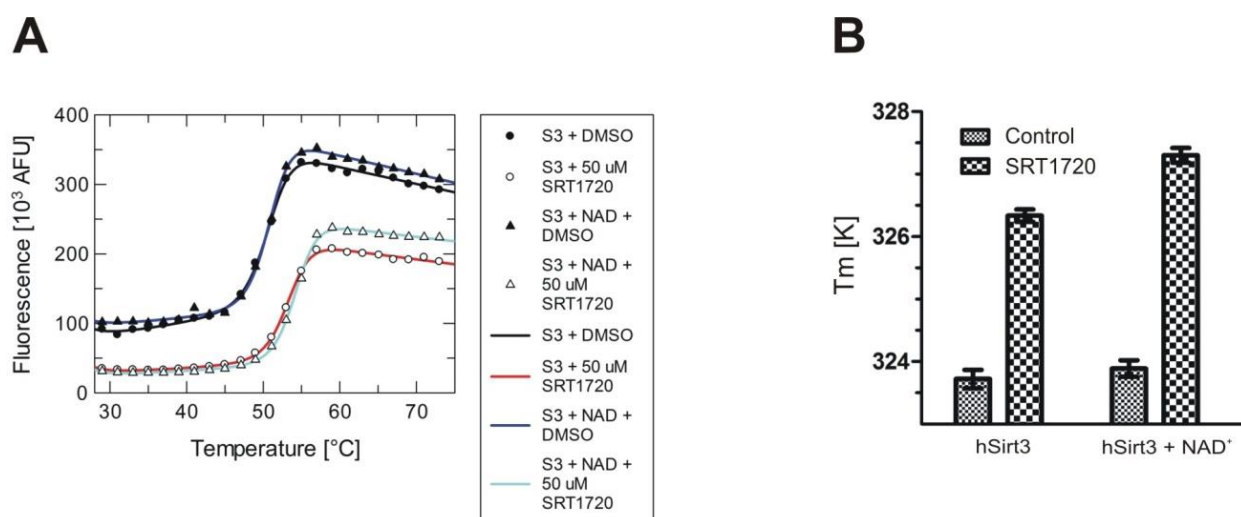 A
Fluorescence [10³ AFU]
400
300
200
100
0
30
40
50
60
70
Temperature [°C]
S3 + DMSO
S3 + 50 uM
SRT1720
S3 + NAD +
DMSO
S3 + NAD +
50 uM
SRT1720
S3 + DMSO
S3 + 50 uM
SRT1720
S3 + NAD +
DMSO
S3 + NAD +
50 uM
SRT1720
B
Tm [K]
328
326
324
Control
SRT1720
hSirt3
hSirt3 + NAD⁺